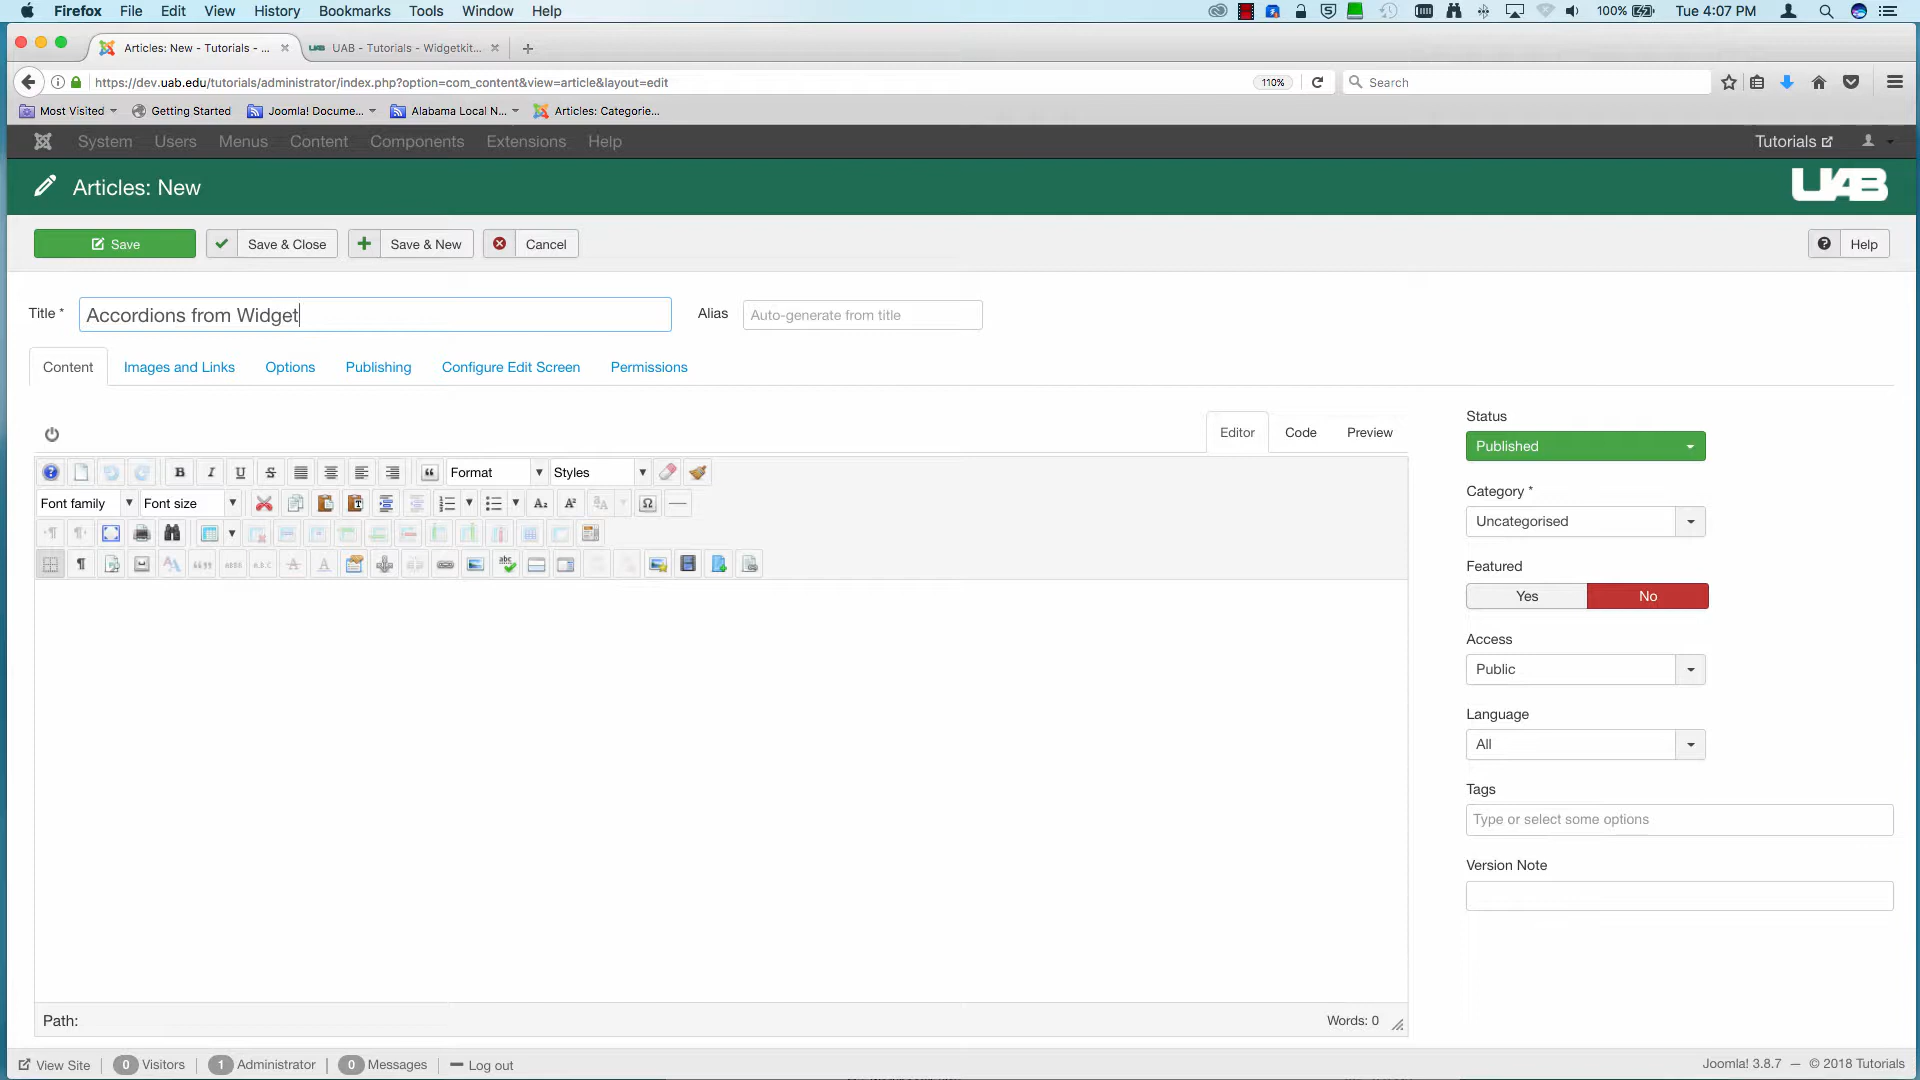 Firefox File Edit View History Bookmarks Tools Window Help 100% Tue 4:07 PM
Articles: New - Tutorials - ... UAB - Tutorials - Widgetkit...
https://dev.uab.edu/tutorials/administrator/index.php?option=com_content&view=article&layout=edit 110% Search
Most Visited Getting Started Joomla! Docume... Alabama Local N... Articles: Categorie...
System Users Menus Content Components Extensions Help Tutorials
Articles: New UAB
Save Save & Close Save & New Cancel Help
Title * Accordions from Widget Alias Auto-generate from title
Content Images and Links Options Publishing Configure Edit Screen Permissions
Editor Code Preview
Format Styles
Font family Font size
Path: Words: 0
Status
Published
Category *
Uncategorised
Featured
Yes No
Access
Public
Language
All
Tags
Type or select some options
Version Note
View Site 0 Visitors 1 Administrator 0 Messages Log out Joomla! 3.8.7 — © 2018 Tutorials